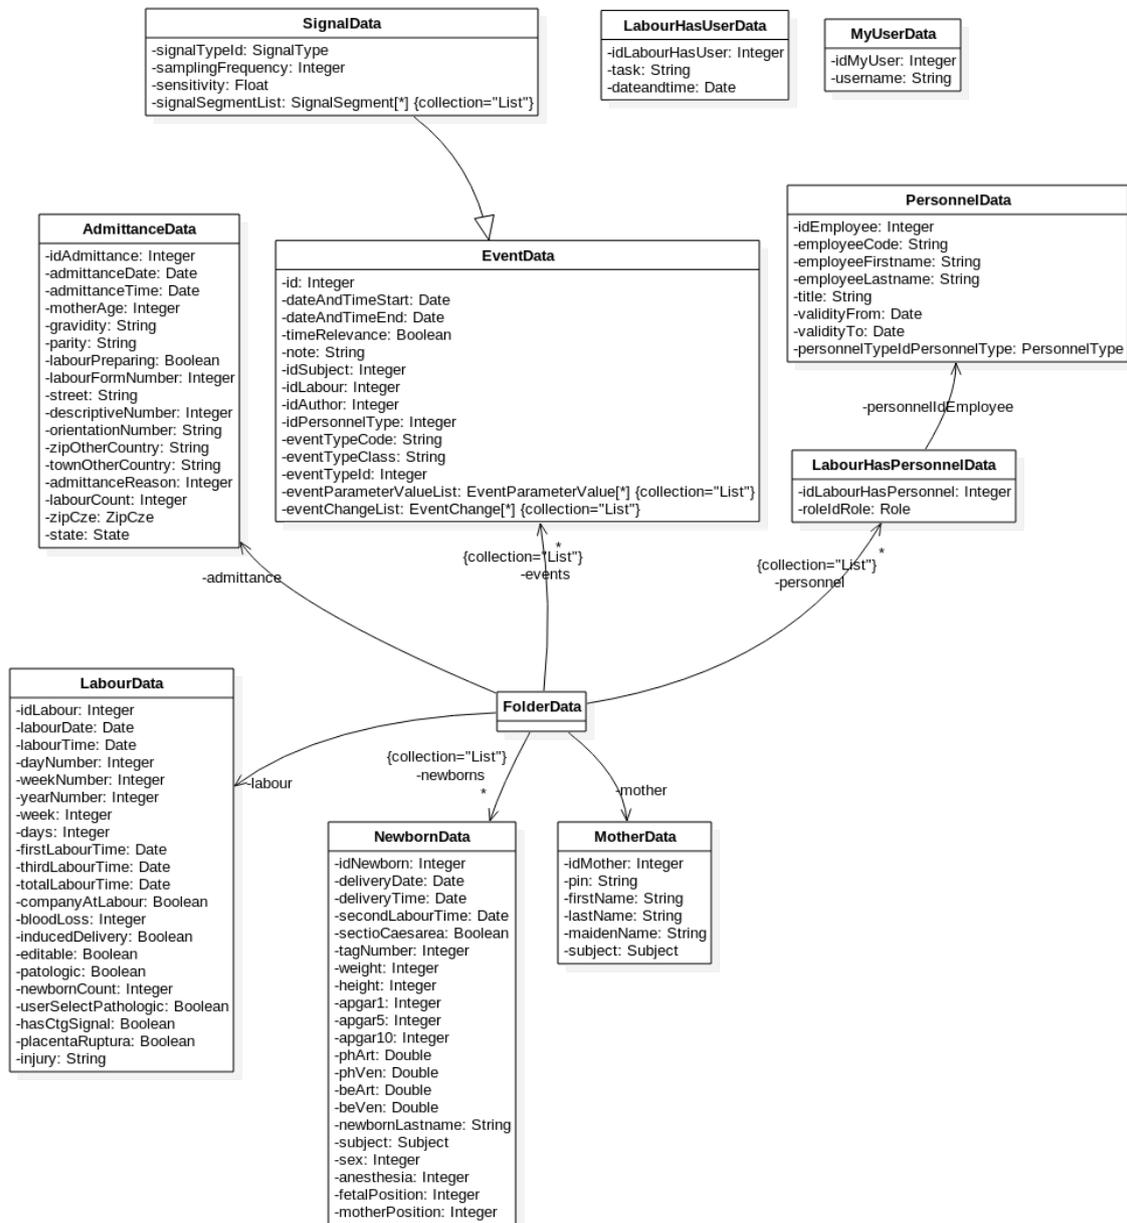 SignalData
-signalTypeId: SignalType
-samplingFrequency: Integer
-sensitivity: Float
-signalSegmentList: SignalSegment[*] {collection="List"}
LabourHasUserData
-idLabourHasUser: Integer
-task: String
-dateandtime: Date
MyUserData
-idMyUser: Integer
-username: String
AdmittanceData
-idAdmittance: Integer
-admittanceDate: Date
-admittanceTime: Date
-motherAge: Integer
-gravidity: String
-parity: String
-labourPreparing: Boolean
-labourFormNumber: Integer
-street: String
-descriptiveNumber: Integer
-orientationNumber: String
-zipOtherCountry: String
-townOtherCountry: String
-admittanceReason: Integer
-labourCount: Integer
-zipCze: ZipCze
-state: State
EventData
-id: Integer
-dateAndTimeStart: Date
-dateAndTimeEnd: Date
-timeRelevance: Boolean
-note: String
-idSubject: Integer
-idLabour: Integer
-idAuthor: Integer
-idPersonnelType: Integer
-eventTypeCode: String
-eventTypeClass: String
-eventTypeId: Integer
-eventParameterValueList: EventParameterValue[*] {collection="List"}
-eventChangeList: EventChange[*] {collection="List"}
PersonnelData
-idEmployee: Integer
-employeeCode: String
-employeeFirstname: String
-employeeLastname: String
-title: String
-validityFrom: Date
-validityTo: Date
-personnelTypeIdPersonnelType: PersonnelType
-personnelIdEmployee
LabourHasPersonnelData
-idLabourHasPersonnel: Integer
-roleIdRole: Role
-admittance
*
{collection="List"}
-events
*
{collection="List"}
-personnel
FolderData
LabourData
-idLabour: Integer
-labourDate: Date
-labourTime: Date
-dayNumber: Integer
-weekNumber: Integer
-yearNumber: Integer
-week: Integer
-days: Integer
-firstLabourTime: Date
-thirdLabourTime: Date
-totalLabourTime: Date
-companyAtLabour: Boolean
-bloodLoss: Integer
-inducedDelivery: Boolean
-editable: Boolean
-patologic: Boolean
-newbornCount: Integer
-userSelectPathologic: Boolean
-hasCtgSignal: Boolean
-placentaRuptura: Boolean
-injury: String
-labour
{collection="List"}
-newborns
*
-mother
NewbornData
-idNewborn: Integer
-deliveryDate: Date
-deliveryTime: Date
-secondLabourTime: Date
-sectioCaesarea: Boolean
-tagNumber: Integer
-weight: Integer
-height: Integer
-apgar1: Integer
-apgar5: Integer
-apgar10: Integer
-phArt: Double
-phVen: Double
-beArt: Double
-beVen: Double
-newbornLastname: String
-subject: Subject
-sex: Integer
-anesthesia: Integer
-fetalPosition: Integer
-motherPosition: Integer
MotherData
-idMother: Integer
-pin: String
-firstName: String
-lastName: String
-maidenName: String
-subject: Subject